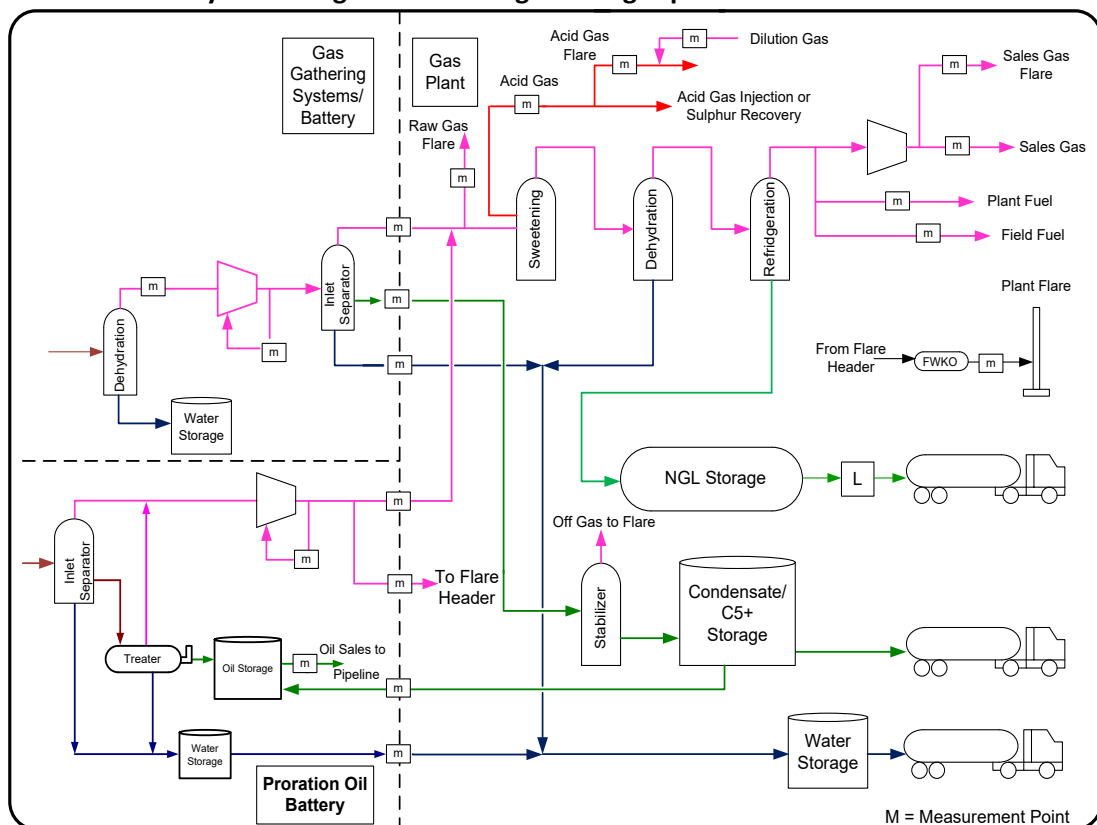 Gas
Gathering
Systems/
Battery
Gas
Plant
Acid Gas
Flare
m
m
Dilution Gas
Acid Gas
m
Acid Gas Injection or
Sulphur Recovery
Raw Gas
Flare
m
m
Sales Gas
Flare
m
Sales Gas
m
Plant Fuel
m
Field Fuel
Sweetening
Dehydration
Refridgeration
m
Inlet
Separator
m
m
m
m
Dehydration
Water
Storage
Plant Flare
From Flare
Header
FWKO
m
NGL Storage
L
m
Inlet
Separator
m
m
To Flare
Header
Off Gas to Flare
Stabilizer
Condensate/
C5+
Storage
Treater
Oil Storage
m
Oil Sales to
Pipeline
m
Water
Storage
m
Water
Storage
Proration Oil
Battery
M = Measurement Point